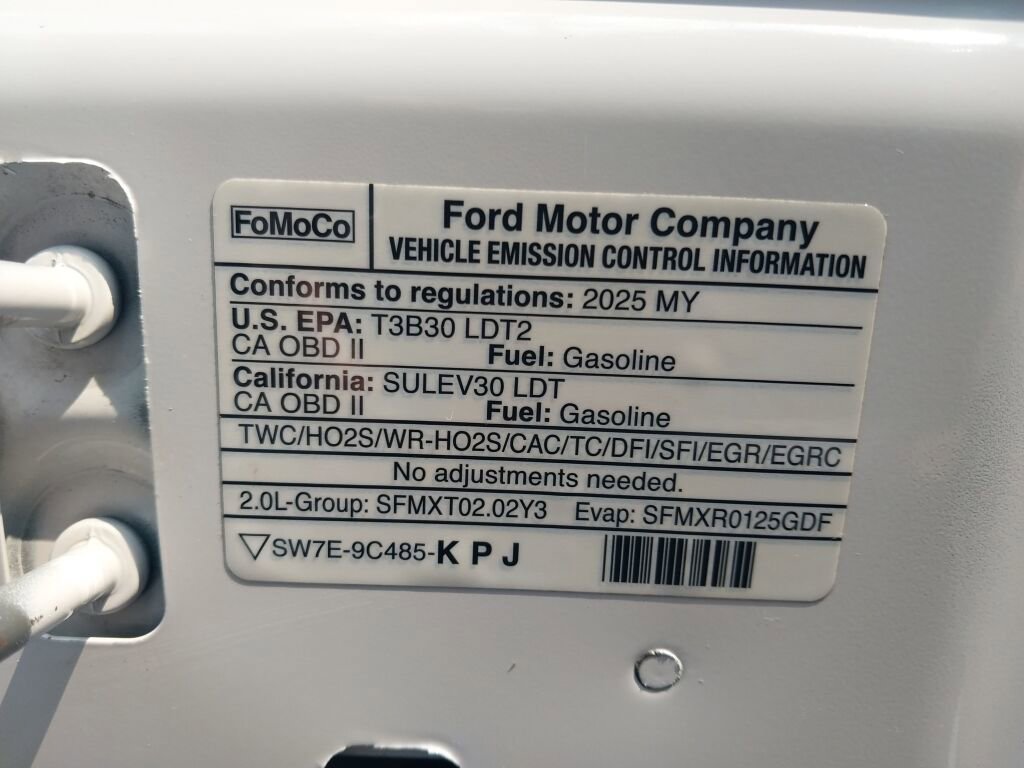 FoMoCo
Ford Motor Company
VEHICLE EMISSION CONTROL INFORMATION
Conforms to regulations: 2025 MY
U.S. EPA: T3B30 LDT2
CA OBD II Fuel: Gasoline
California: SULEV30 LDT
CA OBD II Fuel: Gasoline
TWC/HO2S/WR-HO2S/CAC/TC/DFI/SFI/EGR/EGRC
No adjustments needed.
2.0L-Group: SFMXT02.02Y3 Evap: SFMXR0125GDF
▽SW7E-9C485-K P J